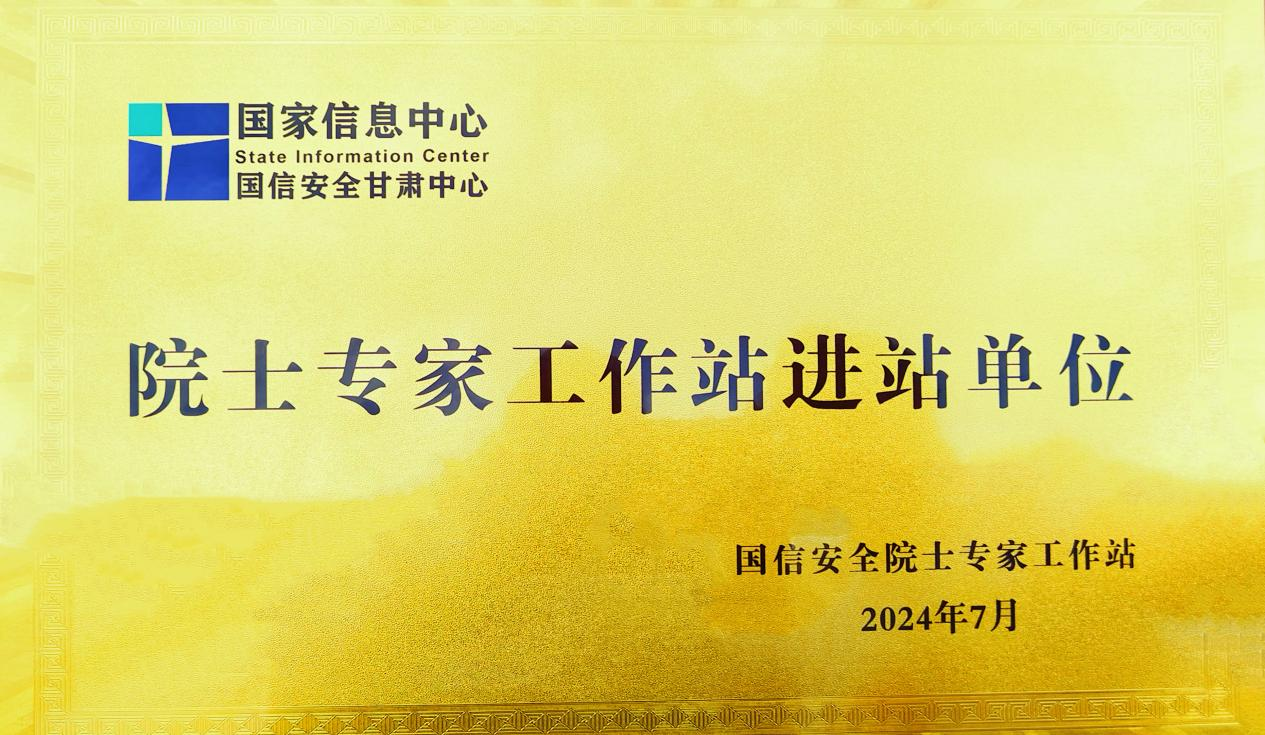 国家信息中心
State Information Center
国信安全甘肃中心
院士专家工作站进站单位
国信安全院士专家工作站
2024年7月